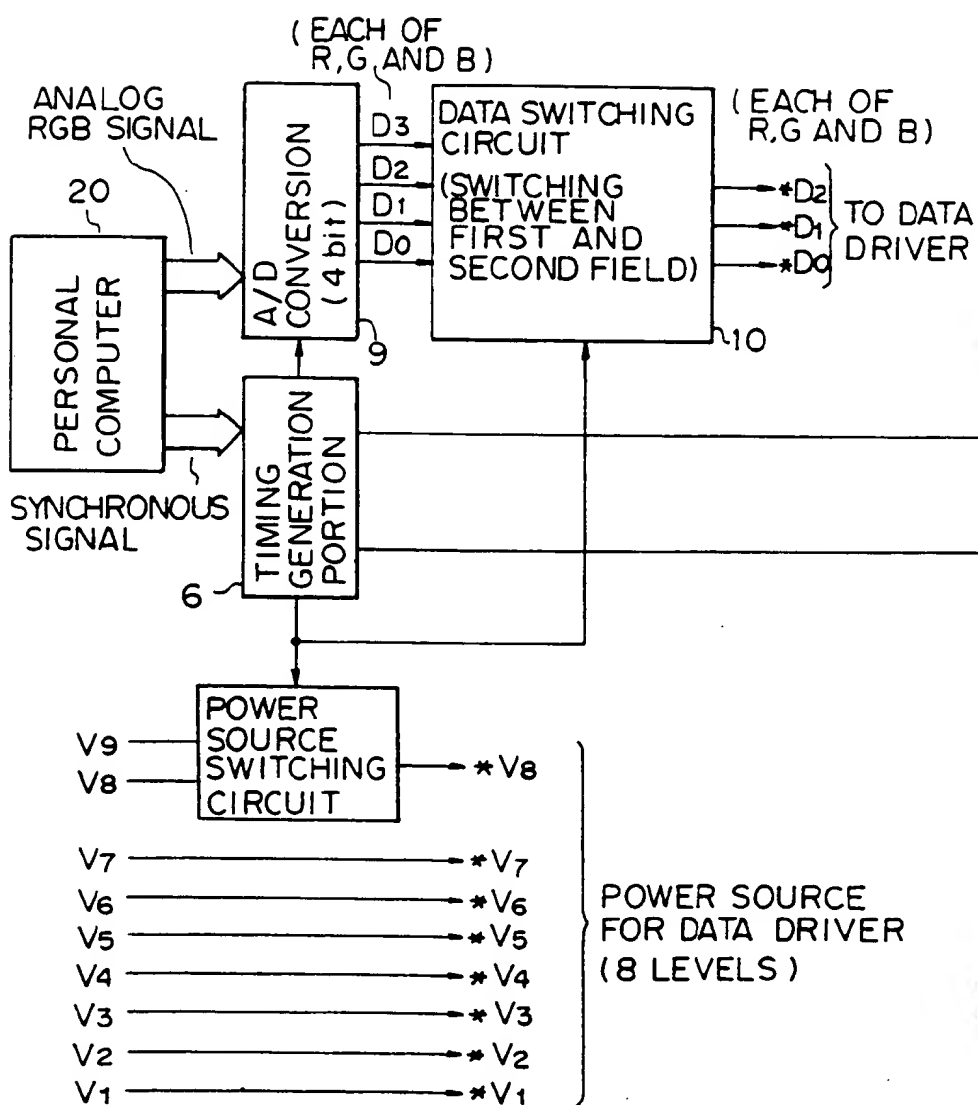 (EACH OF
R,G AND B)
ANALOG
RGB SIGNAL
20
PERSONAL
COMPUTER
SYNCHRONOUS
SIGNAL
A/D
CONVERSION
(4 bit)
9
D3
D2
D1
D0
DATA SWITCHING
CIRCUIT
(SWITCHING
BETWEEN
FIRST AND
SECOND FIELD)
10
(EACH OF
R,G AND B)
*D2
*D1
*D0
TO DATA
DRIVER
TIMING
GENERATION
PORTION
6
POWER
SOURCE
SWITCHING
CIRCUIT
V9
V8
*V8
V7 *V7
V6 *V6
V5 *V5
V4 *V4
V3 *V3
V2 *V2
V1 *V1
POWER SOURCE
FOR DATA DRIVER
(8 LEVELS)